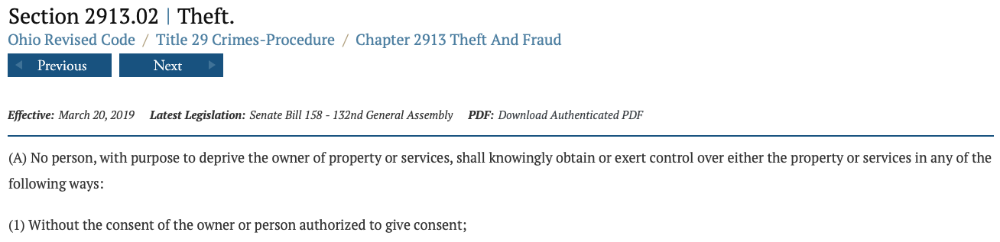 Section 2913.02 | Theft.
Ohio Revised Code / Title 29 Crimes-Procedure / Chapter 2913 Theft And Fraud
Previous Next
Effective: March 20, 2019 Latest Legislation: Senate Bill 158 - 132nd General Assembly PDF: Download Authenticated PDF
(A) No person, with purpose to deprive the owner of property or services, shall knowingly obtain or exert control over either the property or services in any of the
following ways:
(1) Without the consent of the owner or person authorized to give consent;